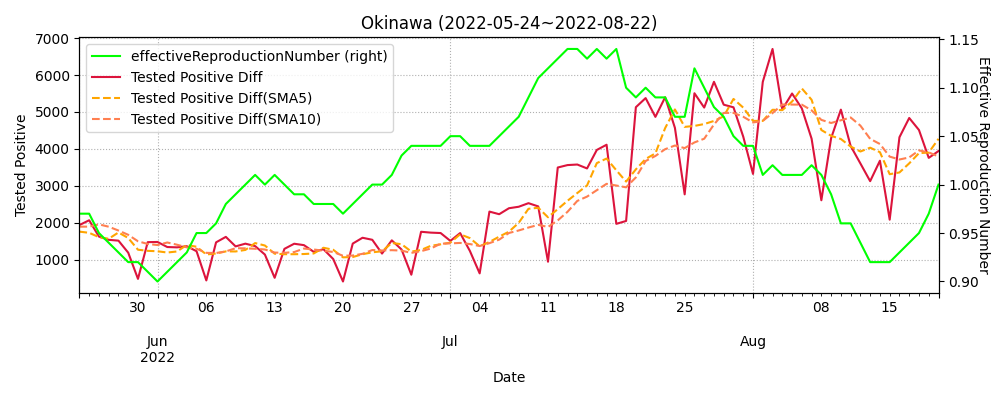 Okinawa (2022-05-24~2022-08-22)
effectiveReproductionNumber (right)
Tested Positive Diff
Tested Positive Diff(SMA5)
Tested Positive Diff(SMA10)
Tested Positive
7000
6000
5000
4000
3000
2000
1000
Effective Reproduction Number
1.15
1.10
1.05
1.00
0.95
0.90
30 06 13 20 27 04 11 18 25 08 15
Jun Jul Aug
2022
Date